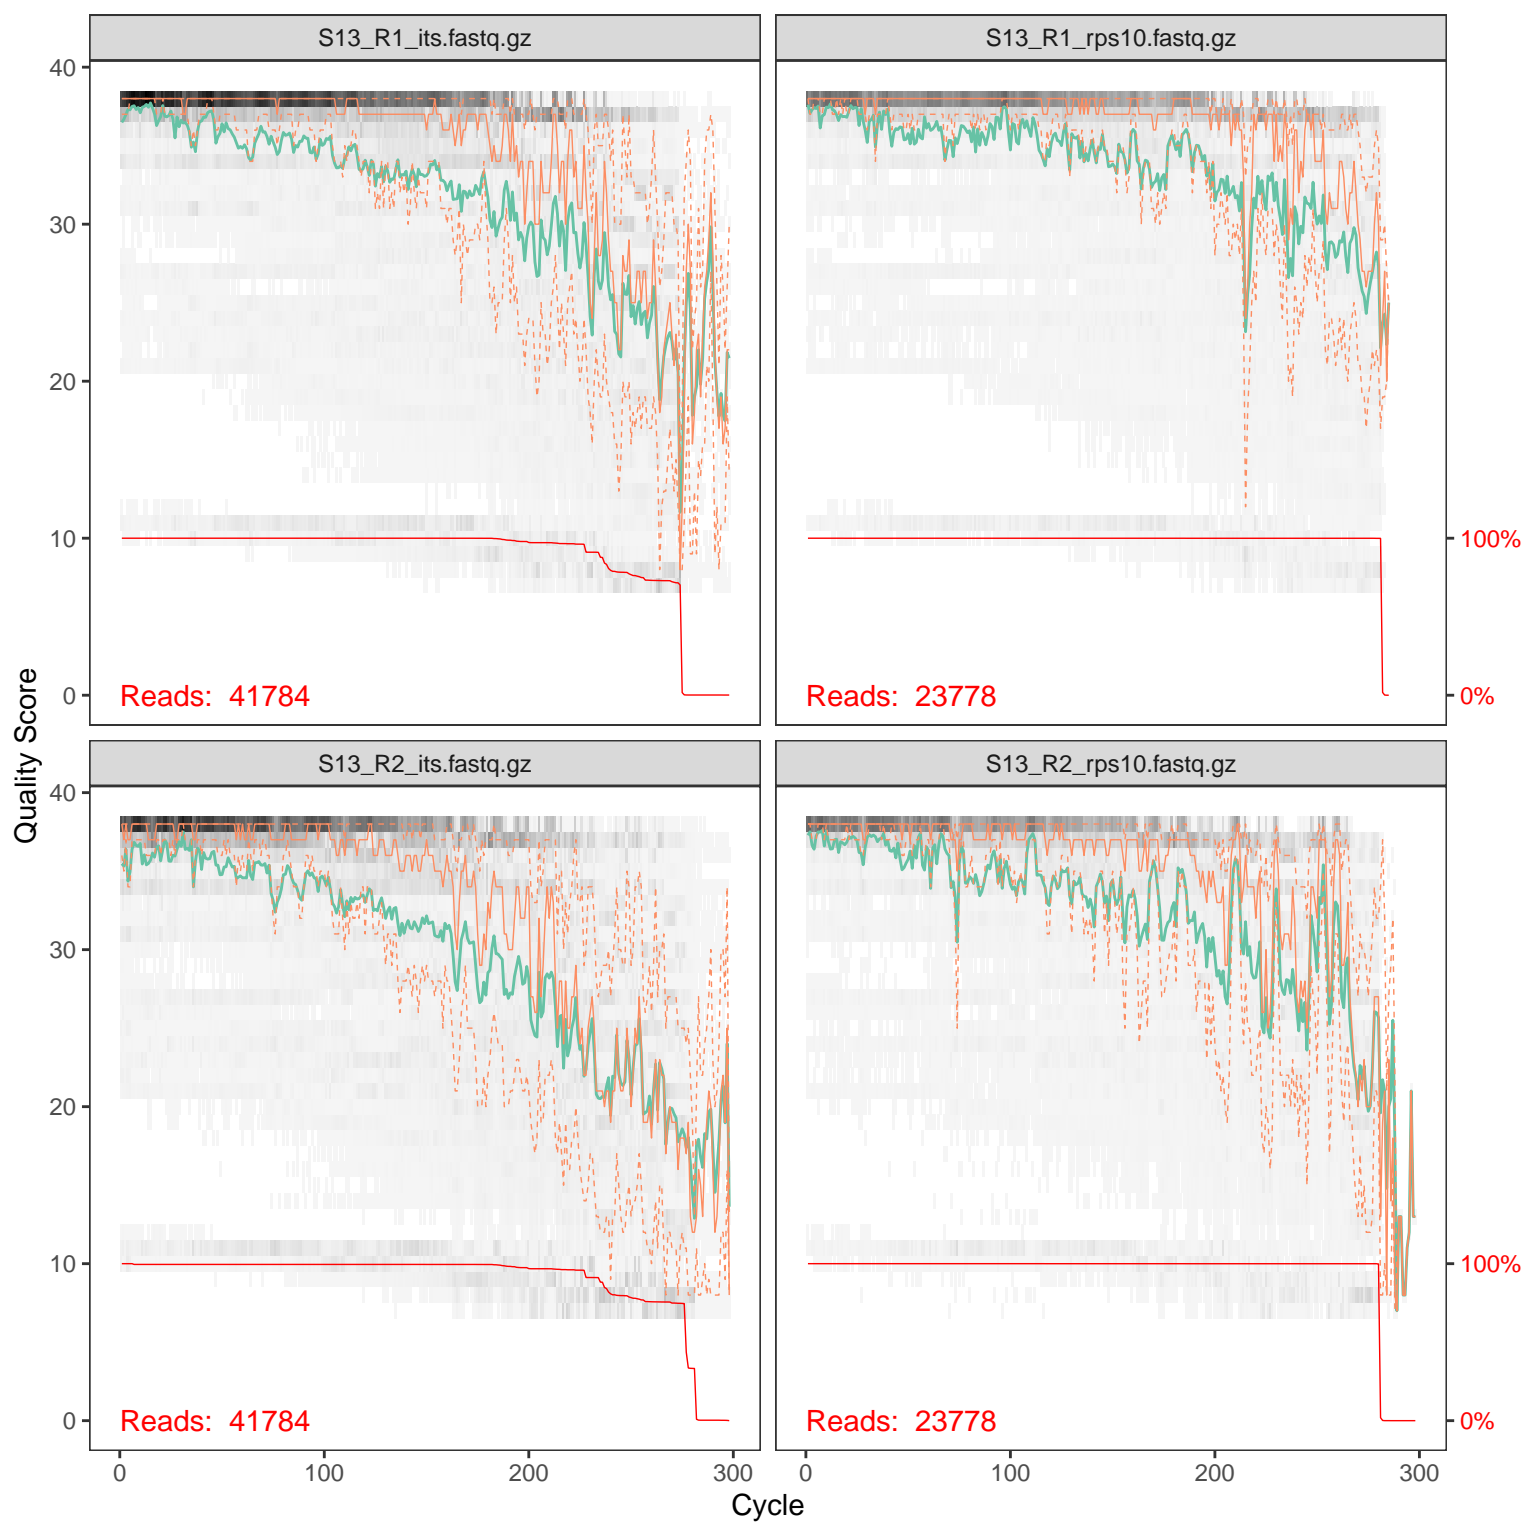 S13_R1_its.fastq.gz
S13_R1_rps10.fastq.gz
40
30
20
10
0
100%
0%
Reads: 41784
Reads: 23778
Quality Score
S13_R2_its.fastq.gz
S13_R2_rps10.fastq.gz
40
30
20
10
0
100%
0%
Reads: 41784
Reads: 23778
0 100 200 300
0 100 200 300
Cycle